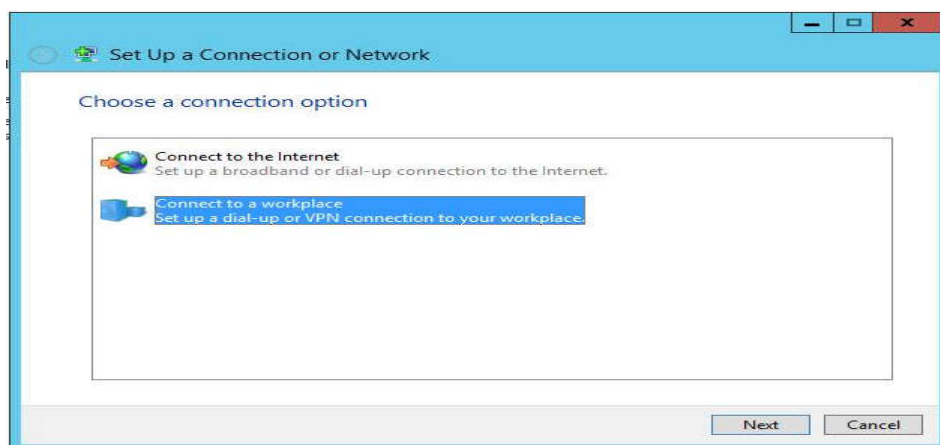 Set Up a Connection or Network
Choose a connection option
Connect to the Internet
Set up a broadband or dial-up connection to the Internet.
Connect to a workplace
Set up a dial-up or VPN connection to your workplace.
Next
Cancel